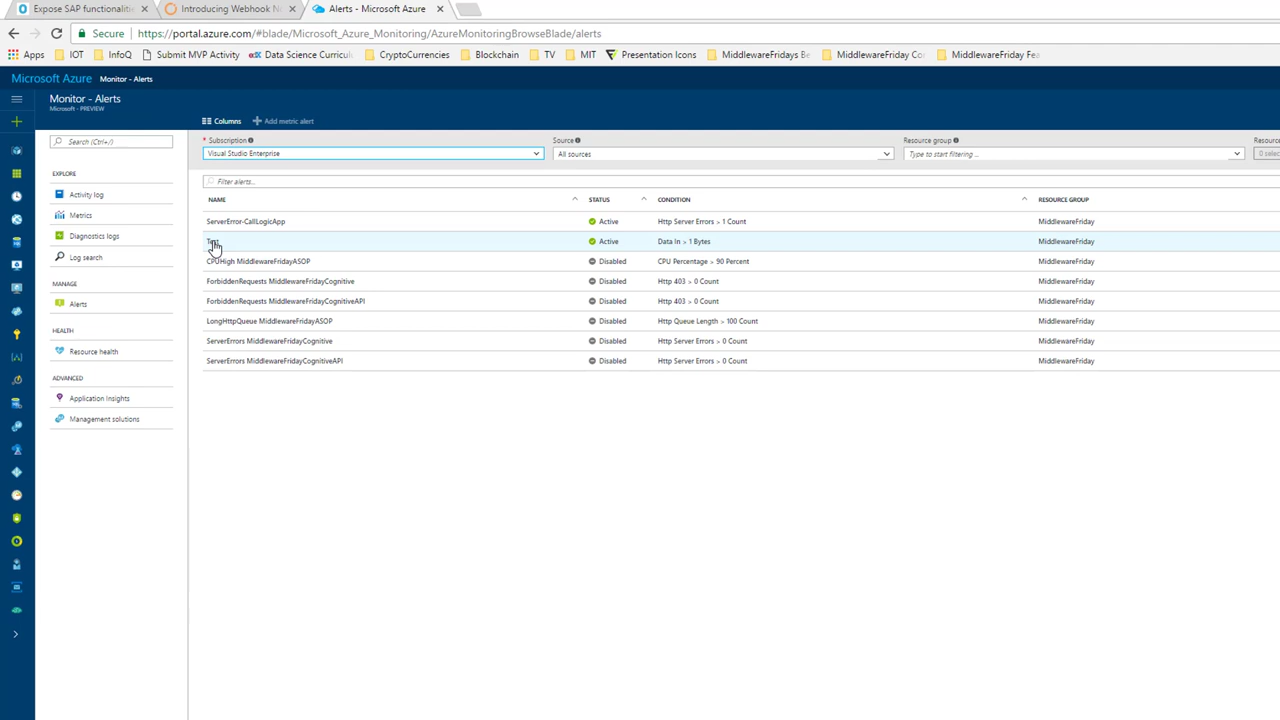 Expose SAP functionalitie
Introducing Webhook N
Alerts - Microsoft Azure
Secure
https://portal.azure.com/#blade/Microsoft_Azure_Monitoring/AzureMonitoringBrowseBlade/alerts
Apps IOT InfoQ Submit MVP Activity Data Science Curricul CryptoCurrencies Blockchain TV MIT Presentation Icons MiddlewareFridays Be MiddlewareFriday Co MiddlewareFriday Fea
Microsoft Azure Monitor - Alerts
Monitor - Alerts
Microsoft - PREVIEW
Columns Add metric alert
Search (Ctrl+/)
EXPLORE
Activity log
Metrics
Diagnostics logs
Log search
MANAGE
Alerts
HEALTH
Resource health
ADVANCED
Application Insights
Management solutions
* Subscription Source Resource group Resourc
Visual Studio Enterprise All sources Type to start filtering ... 0 selec
Filter alerts...
NAME STATUS CONDITION RESOURCE GROUP
ServerError-CallLogicApp Active Http Server Errors > 1 Count MiddlewareFriday
Active Data In > 1 Bytes MiddlewareFriday
CPUHigh MiddlewareFridayASOP Disabled CPU Percentage > 90 Percent MiddlewareFriday
ForbiddenRequests MiddlewareFridayCognitive Disabled Http 403 > 0 Count MiddlewareFriday
ForbiddenRequests MiddlewareFridayCognitiveAPI Disabled Http 403 > 0 Count MiddlewareFriday
LongHttpQueue MiddlewareFridayASOP Disabled Http Queue Length > 100 Count MiddlewareFriday
ServerErrors MiddlewareFridayCognitive Disabled Http Server Errors > 0 Count MiddlewareFriday
ServerErrors MiddlewareFridayCognitiveAPI Disabled Http Server Errors > 0 Count MiddlewareFriday